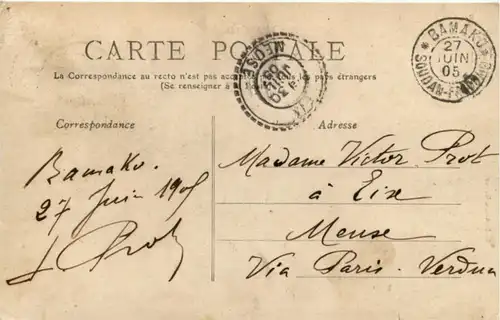 CARTE POSTALE
La Correspondance au recto n'est pas acceptée par tous les pays étrangers
(Se renseigner à la Poste)
BAMAKO
27
JUIN
05
SOUDAN-FRANÇAIS
MEUSE
Correspondance
Adresse
Bamako.
27 Juin 1905
Prot
Madame Victor Prot
à Eix
Meuse
Via Paris. Verdun